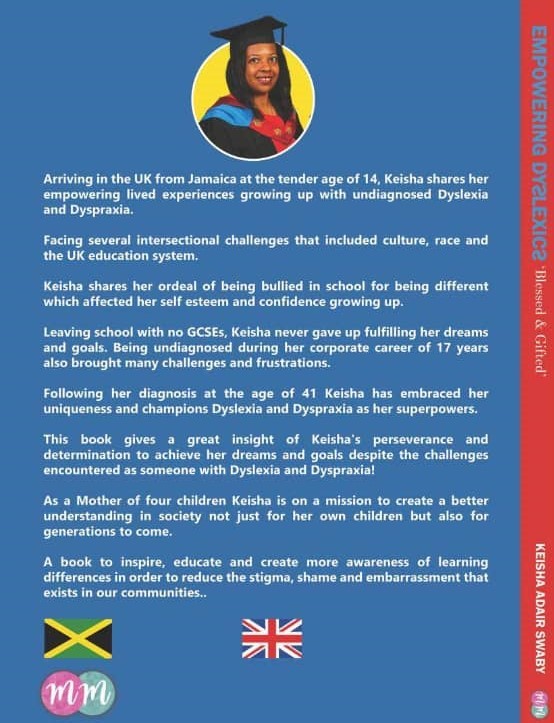 Arriving in the UK from Jamaica at the tender age of 14, Keisha shares her
empowering lived experiences growing up with undiagnosed Dyslexia
and Dyspraxia.
Facing several intersectional challenges that included culture, race and
the UK education system.
Keisha shares her ordeal of being bullied in school for being different
which affected her self esteem and confidence growing up.
Leaving school with no GCSEs, Keisha never gave up fulfilling her dreams
and goals. Being undiagnosed during her corporate career of 17 years
also brought many challenges and frustrations.
Following her diagnosis at the age of 41 Keisha has embraced her
uniqueness and champions Dyslexia and Dyspraxia as her superpowers.
This book gives a great insight of Keisha's perseverance and
determination to achieve her dreams and goals despite the challenges
encountered as someone with Dyslexia and Dyspraxia!
As a Mother of four children Keisha is on a mission to create a better
understanding in society not just for her own children but also for
generations to come.
A book to inspire, educate and create more awareness of learning
differences in order to reduce the stigma, shame and embarrassment that
exists in our communities..
MM
EMPOWERING DYSLEXICS 'Blessed & Gifted'
KEISHA ADAIR SWABY
MM